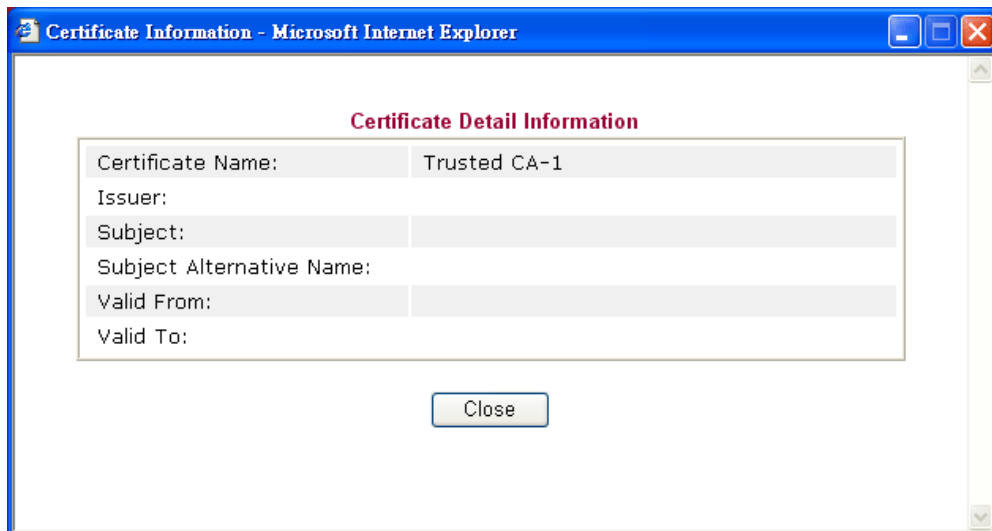 Certificate Information - Microsoft Internet Explorer
Certificate Detail Information
Certificate Name: Trusted CA-1
Issuer:
Subject:
Subject Alternative Name:
Valid From:
Valid To:
Close